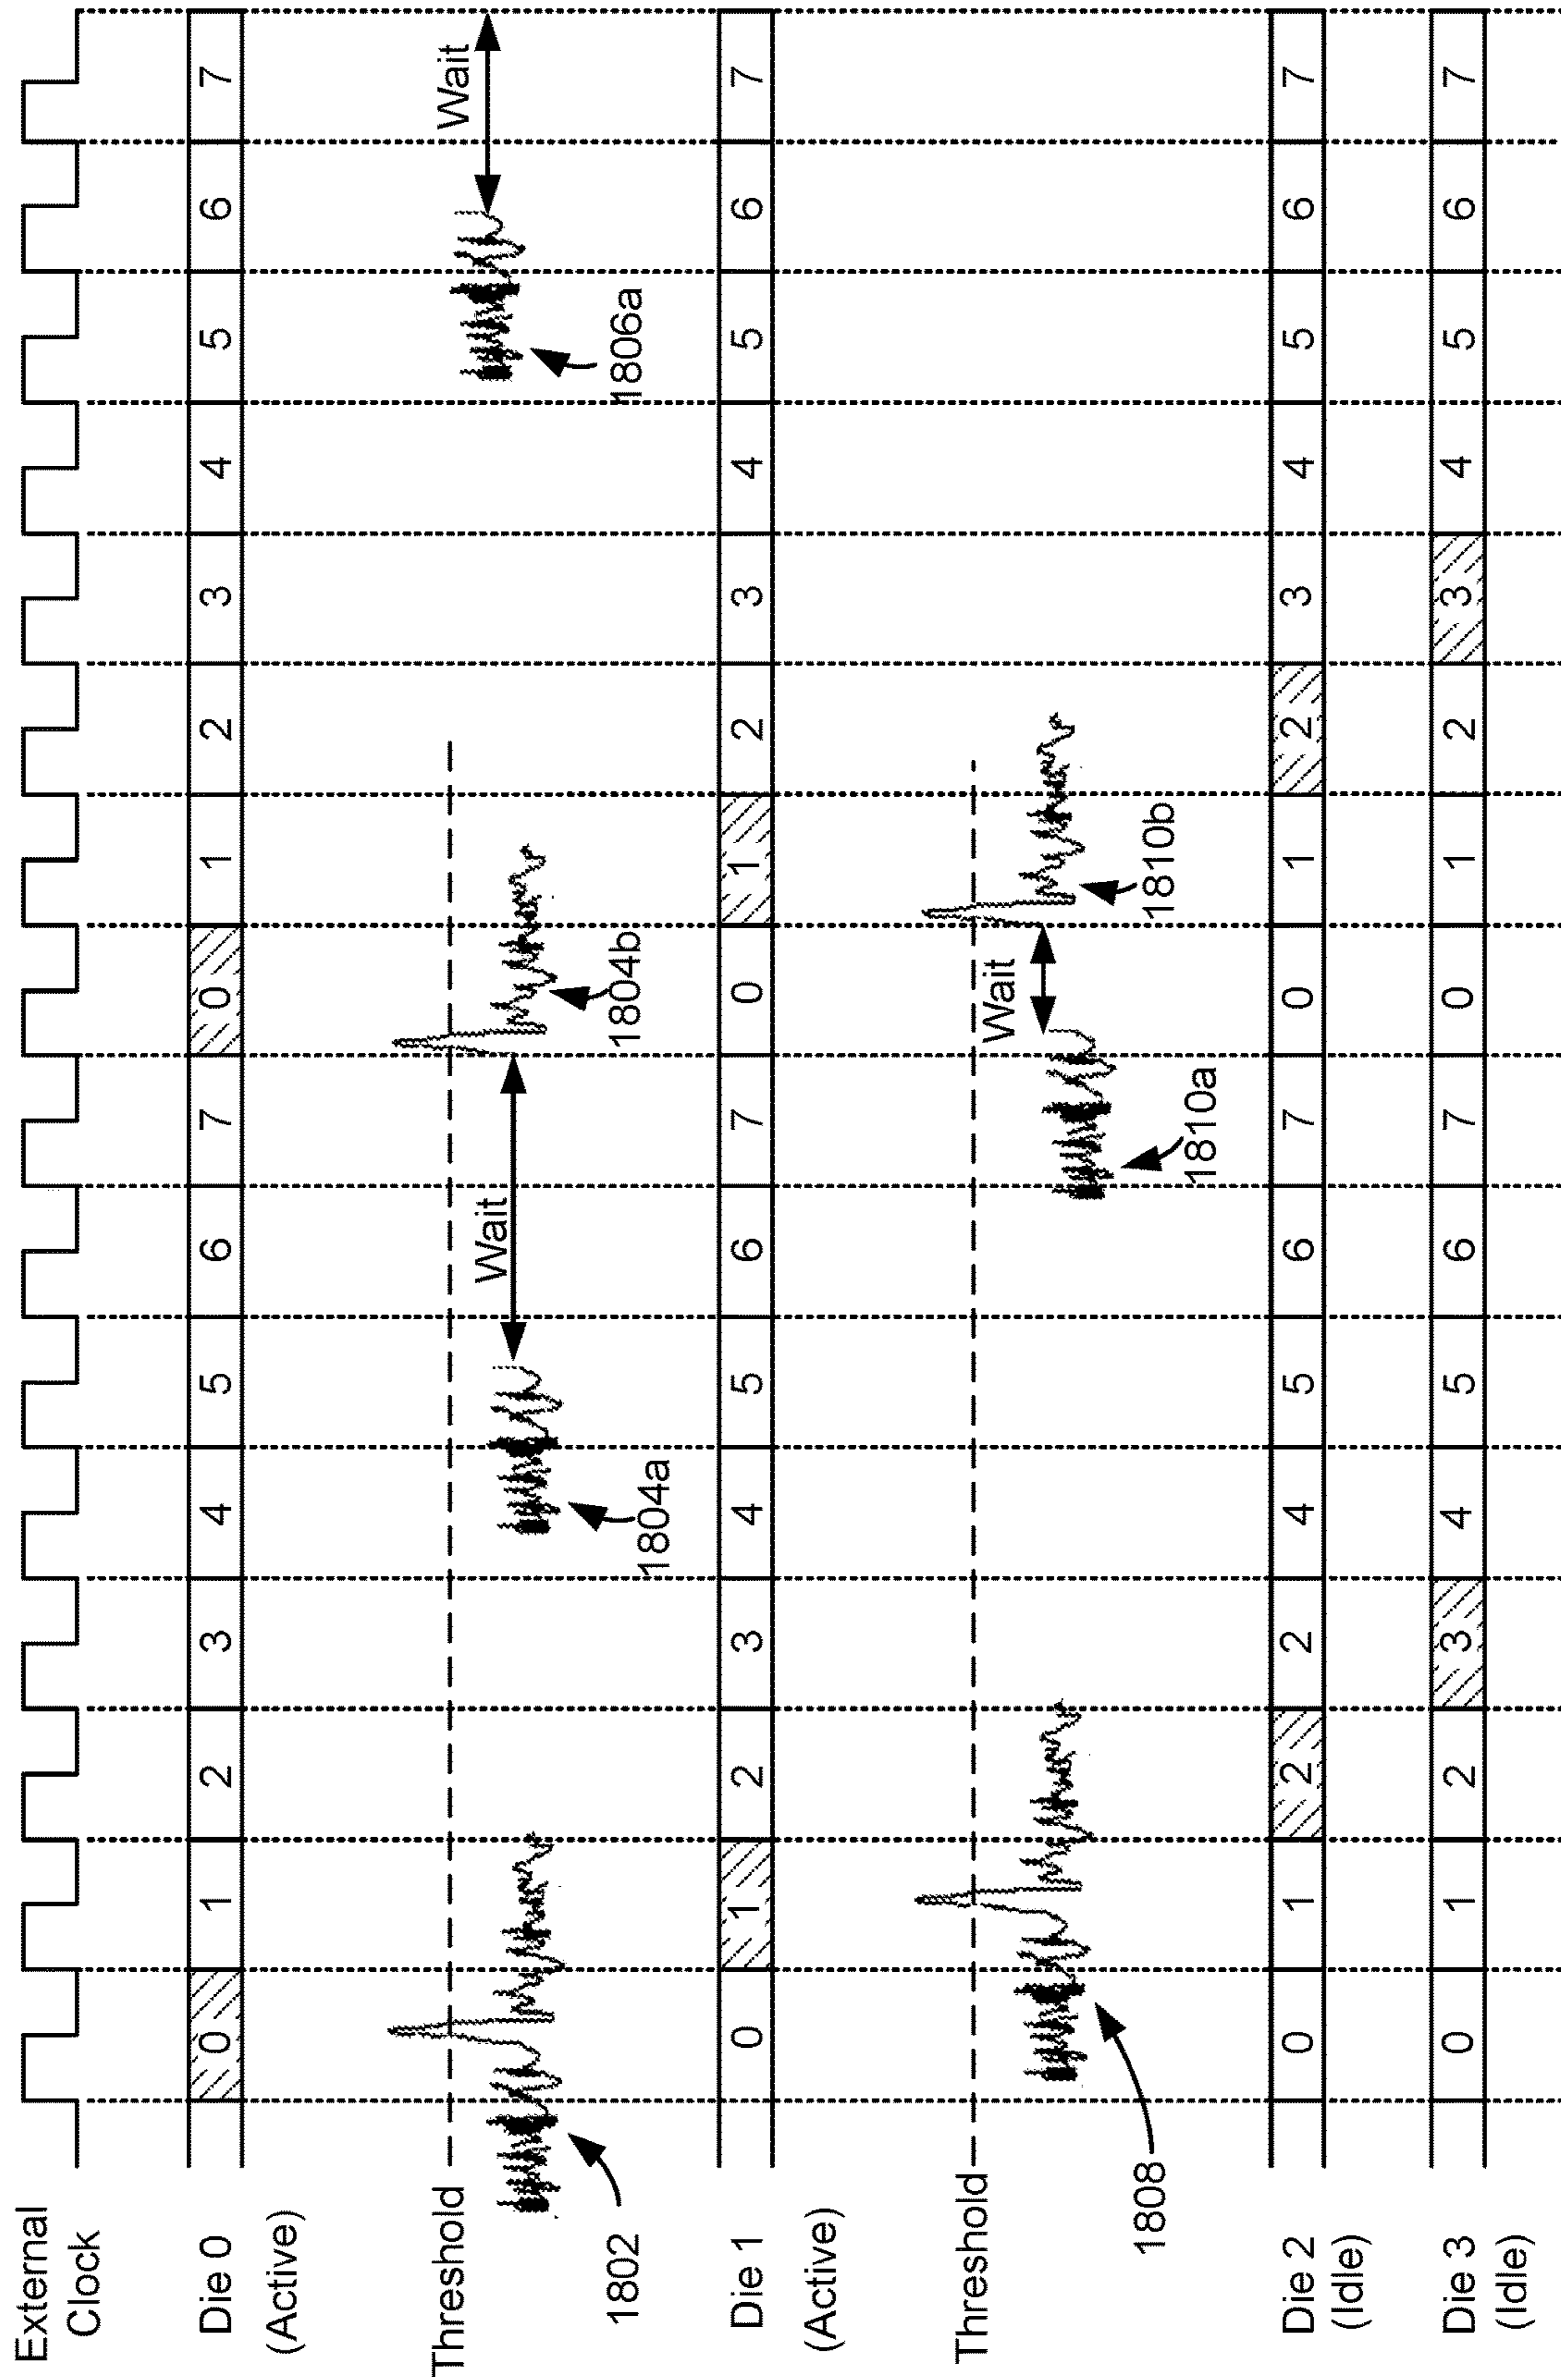 External
Clock
Die 0 0 1 2 3 4 5 6 7 0 1 2 3 4 5 6 7
(Active)
Threshold Wait Wait
1802 1804a 1804b 1806a
Die 1 0 1 2 3 4 5 6 7 0 1 2 3 4 5 6 7
(Active)
Threshold Wait
1808 1810a 1810b
Die 2 0 1 2 2 4 5 6 7 0 1 2 3 4 5 6 7
(Idle)
Die 3 0 1 2 3 4 5 6 7 0 1 2 3 4 5 6 7
(Idle)